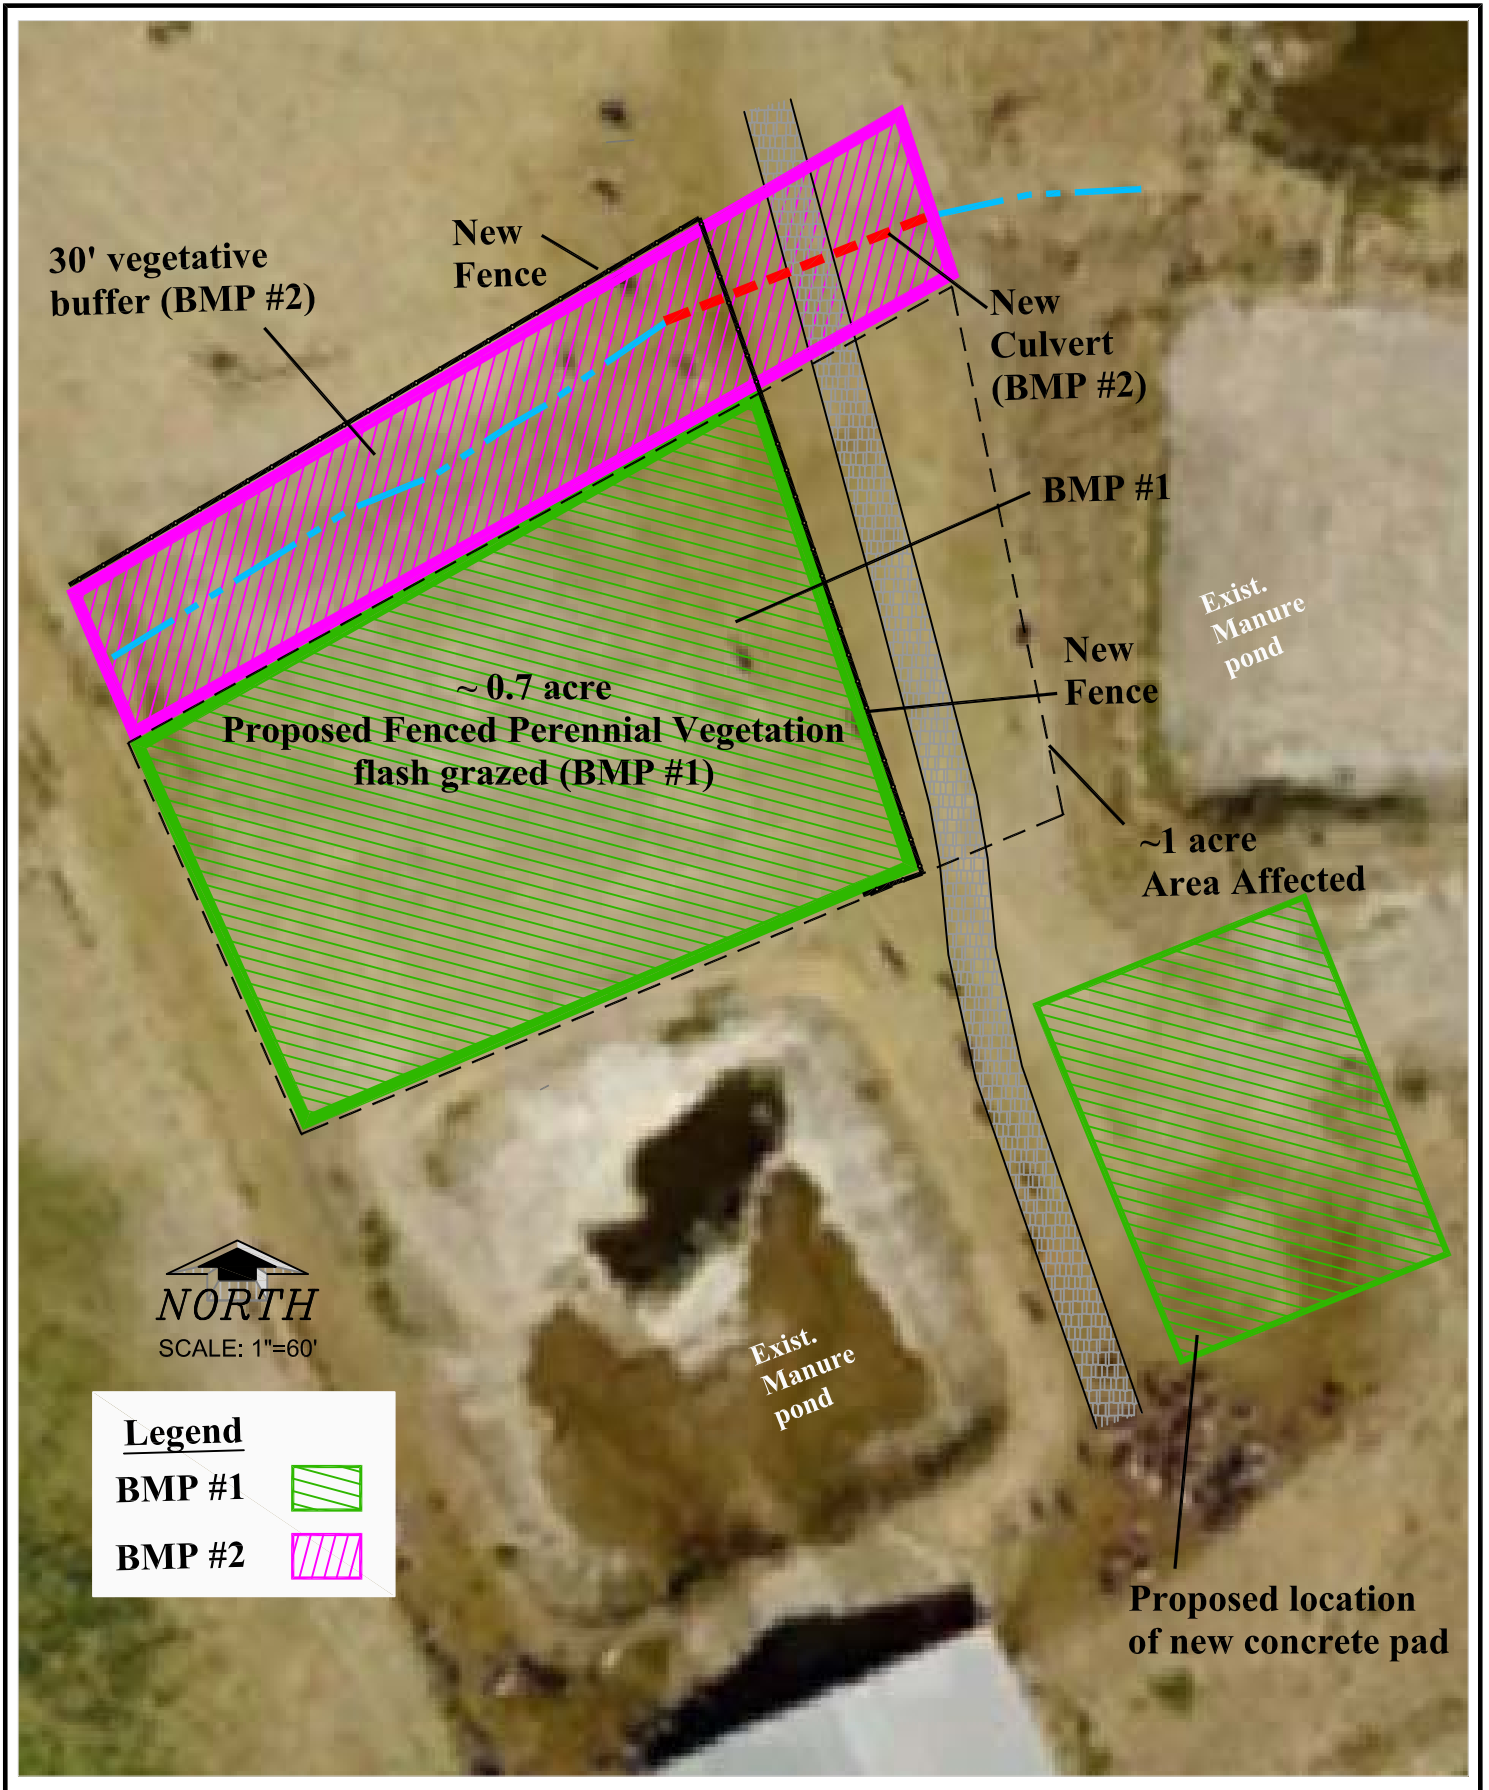 New
Fence
30' vegetative
buffer (BMP #2)
New
Culvert
(BMP #2)
BMP #1
Exist.
Manure
pond
New
Fence
~ 0.7 acre
Proposed Fenced Perennial Vegetation
flash grazed (BMP #1)
~1 acre
Area Affected
NORTH
SCALE: 1"=60'
Exist.
Manure
pond
Legend
BMP #1
BMP #2
Proposed location
of new concrete pad